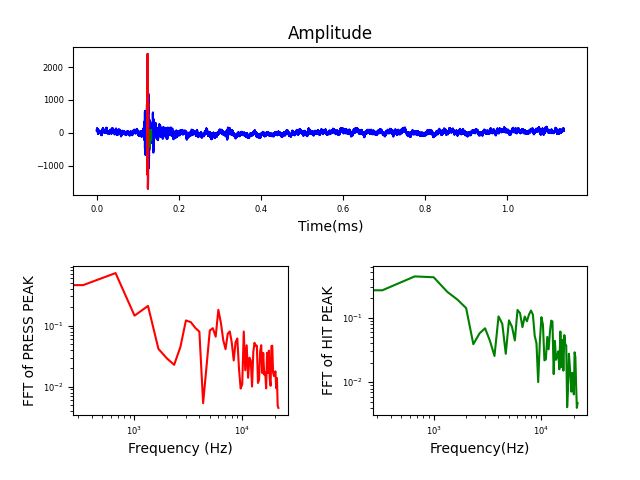 Amplitude
2000
1000
0
−1000
0.0 0.2 0.4 0.6 0.8 1.0
Time(ms)
FFT of PRESS PEAK
10⁻¹
10⁻²
10³ 10⁴
Frequency (Hz)
FFT of HIT PEAK
10⁻¹
10⁻²
10³ 10⁴
Frequency(Hz)